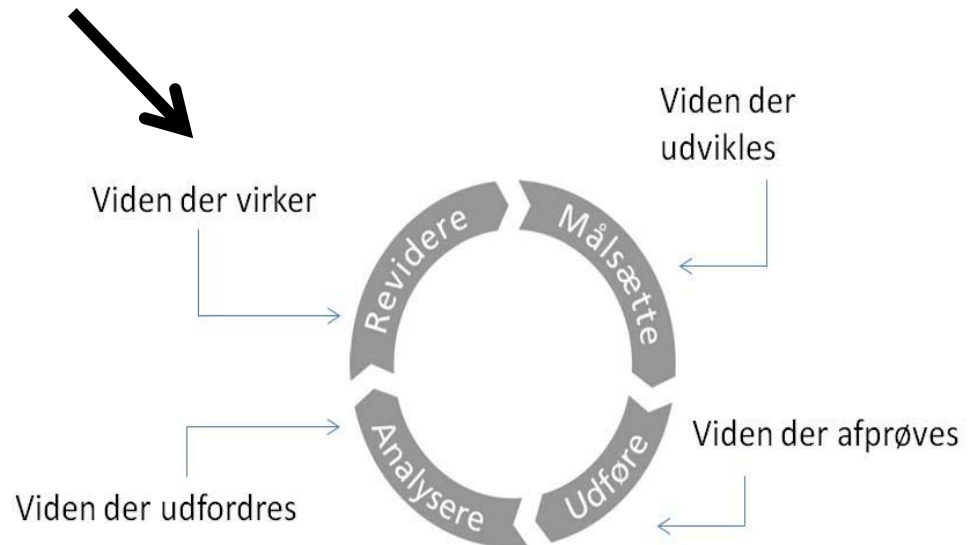 Viden der
udvikles
Viden der virker
Revidere
Målsætte
Viden der afprøves
Udføre
Analysere
Viden der udfordres